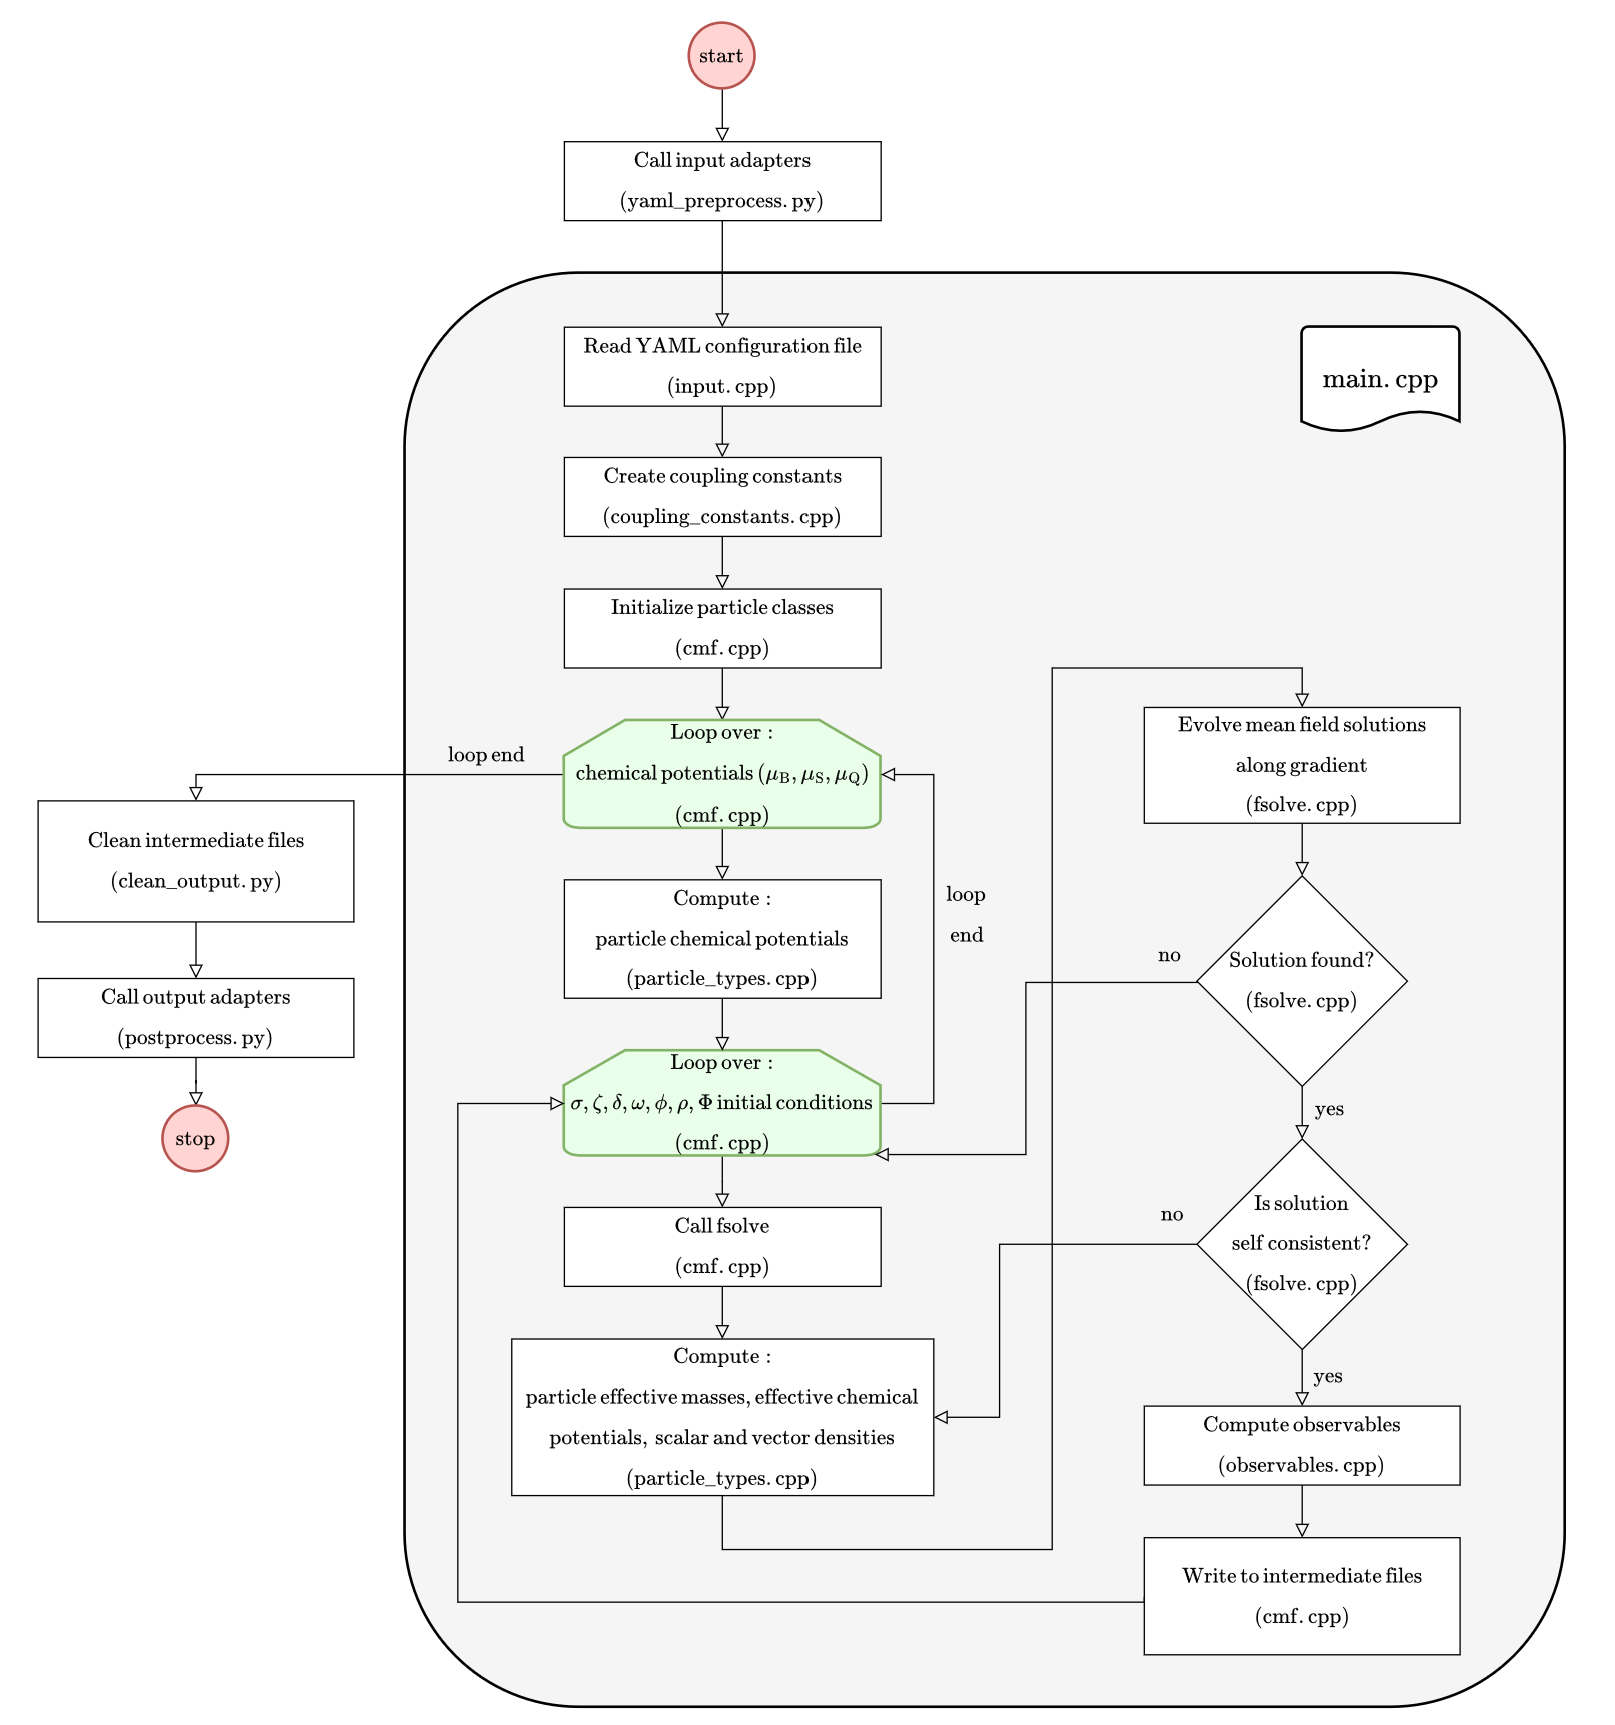 start
Call input adapters
(yaml_preprocess. py)
Read YAML configuration file
(input. cpp)
main. cpp
Create coupling constants
(coupling_constants. cpp)
Initialize particle classes
(cmf. cpp)
Loop over :
chemical potentials (μB, μS, μQ)
(cmf. cpp)
loop end
Clean intermediate files
(clean_output. py)
Call output adapters
(postprocess. py)
stop
Compute :
particle chemical potentials
(particle_types. cpp)
loop
end
Loop over :
σ, ζ, δ, ω, ϕ, ρ, Φ initial conditions
(cmf. cpp)
Call fsolve
(cmf. cpp)
Compute :
particle effective masses, effective chemical
potentials, scalar and vector densities
(particle_types. cpp)
Evolve mean field solutions
along gradient
(fsolve. cpp)
no
Solution found?
(fsolve. cpp)
yes
no
Is solution
self consistent?
(fsolve. cpp)
yes
Compute observables
(observables. cpp)
Write to intermediate files
(cmf. cpp)